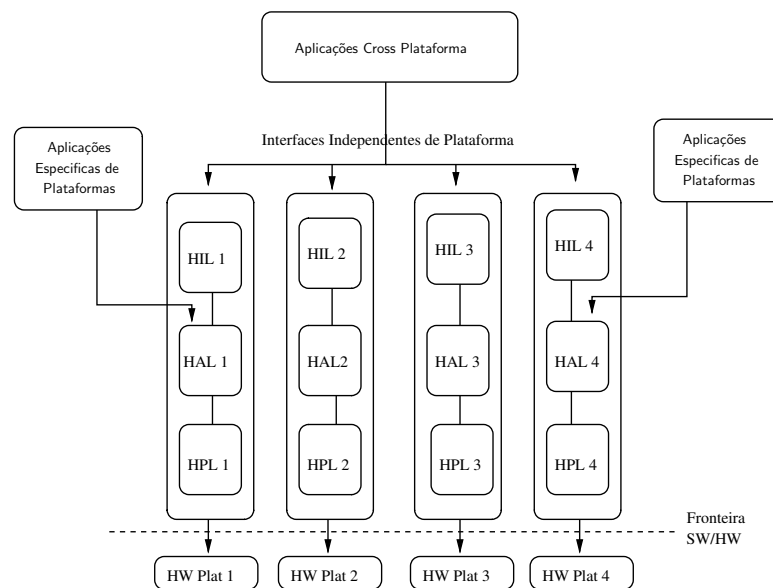 Aplicações Cross Plataforma
Interfaces Independentes de Plataforma
Aplicações
Especificas de
Plataformas
Aplicações
Especificas de
Plataformas
HIL 1
HIL 2
HIL 3
HIL 4
HAL 1
HAL2
HAL 3
HAL 4
HPL 1
HPL 2
HPL 3
HPL 4
Fronteira
SW/HW
HW Plat 1
HW Plat 2
HW Plat 3
HW Plat 4